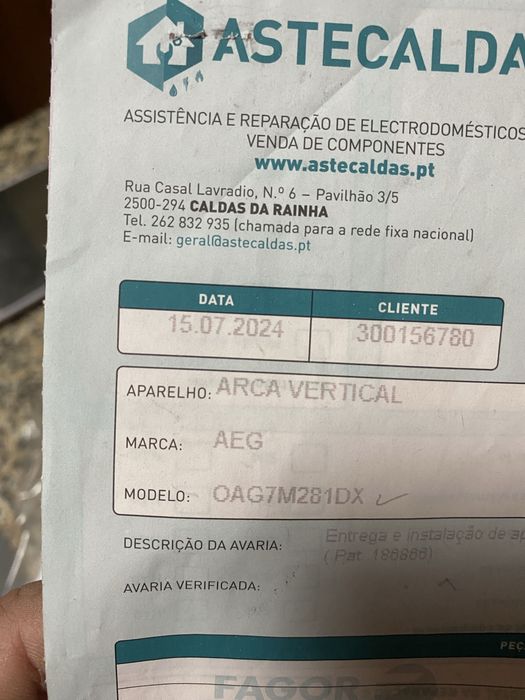 ASTECALDA
ASSISTÊNCIA E REPARAÇÃO DE ELECTRODOMÉSTICOS
VENDA DE COMPONENTES
www.astecaldas.pt
Rua Casal Lavradio, N.º 6 – Pavilhão 3/5
2500-294 CALDAS DA RAINHA
Tel. 262 832 935 (chamada para a rede fixa nacional)
E-mail: geral@astecaldas.pt
DATA CLIENTE
15.07.2024 300156780
APARELHO: ARCA VERTICAL
MARCA: AEG
MODELO: OAG7M281DX
DESCRIÇÃO DA AVARIA: Entrega e instalação de ap
( Pat. 186866)
AVARIA VERIFICADA:
PEÇ
FAGOR